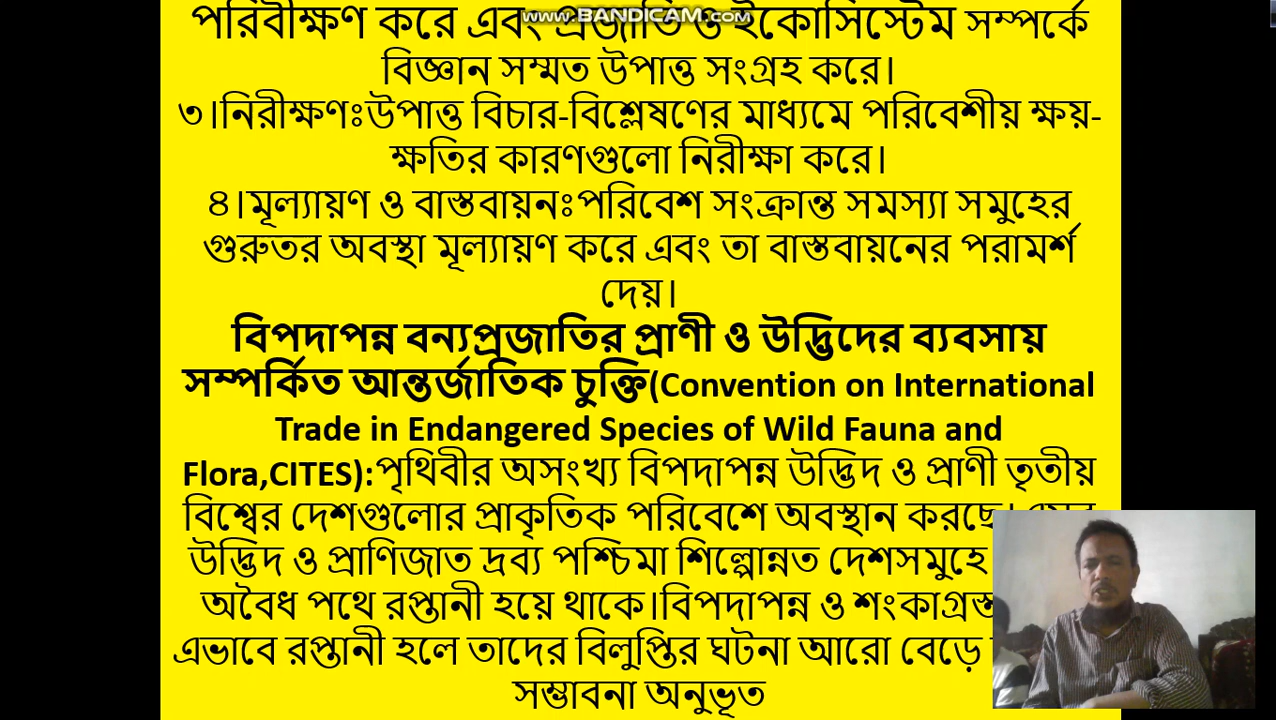 পরিবীক্ষণ করে এবং প্রজাতি ও ইকোসিস্টেম সম্পর্কে
www.BANDICAM.com
বিজ্ঞান সম্মত উপাত্ত সংগ্রহ করে।
৩।নিরীক্ষণঃউপাত্ত বিচার-বিশ্লেষণের মাধ্যমে পরিবেশীয় ক্ষয়-
ক্ষতির কারণগুলো নিরীক্ষা করে।
৪।মূল্যায়ণ ও বাস্তবায়নঃপরিবেশ সংক্রান্ত সমস্যা সমুহের
গুরুতর অবস্থা মূল্যায়ণ করে এবং তা বাস্তবায়নের পরামর্শ
দেয়।
বিপদাপন্ন বন্যপ্রজাতির প্রাণী ও উদ্ভিদের ব্যবসায়
সম্পর্কিত আন্তর্জাতিক চুক্তি(Convention on International
Trade in Endangered Species of Wild Fauna and
Flora,CITES):পৃথিবীর অসংখ্য বিপদাপন্ন উদ্ভিদ ও প্রাণী তৃতীয়
বিশ্বের দেশগুলোর প্রাকৃতিক পরিবেশে অবস্থান করছে।
উদ্ভিদ ও প্রাণিজাত দ্রব্য পশ্চিমা শিল্পোন্নত দেশসমুহে
অবৈধ পথে রপ্তানী হয়ে থাকে।বিপদাপন্ন ও
এভাবে রপ্তানী হলে তাদের বিলুপ্তির ঘটনা আরো বেড়ে
সম্ভাবনা অনুভূত